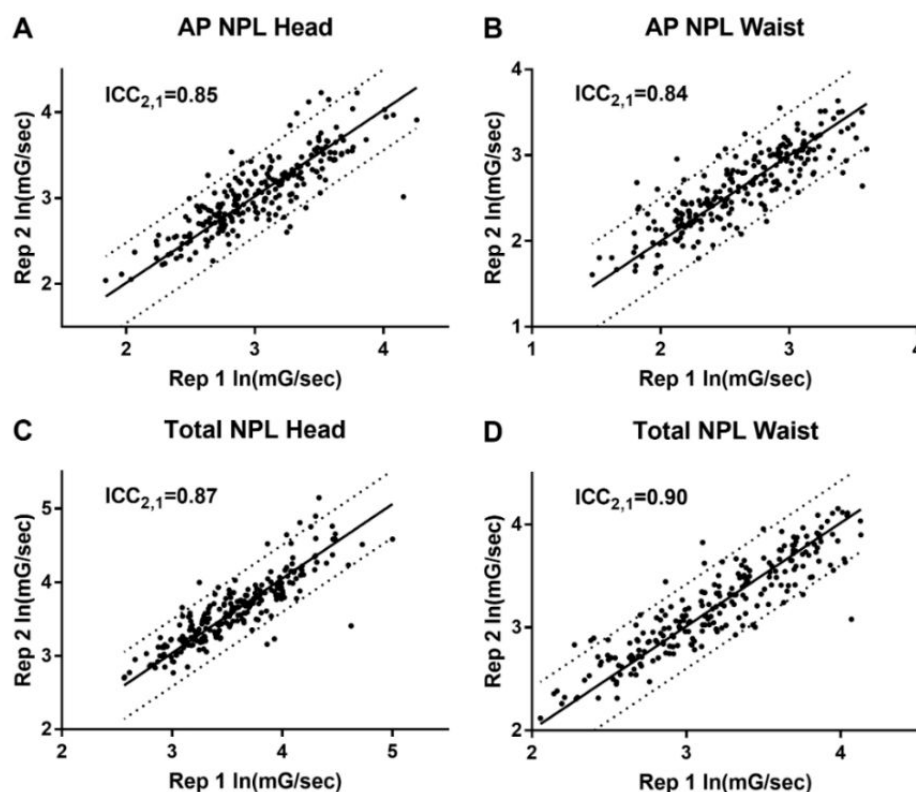 A AP NPL Head
ICC2,1=0.85
4
3
2
Rep 2 ln(mG/sec)
2 3 4
Rep 1 ln(mG/sec)
B AP NPL Waist
ICC2,1=0.84
4
3
2
1
Rep 2 ln(mG/sec)
1 2 3 4
Rep 1 ln(mG/sec)
C Total NPL Head
ICC2,1=0.87
5
4
3
2
Rep 2 ln(mG/sec)
2 3 4 5
Rep 1 ln(mG/sec)
D Total NPL Waist
ICC2,1=0.90
4
3
2
Rep 2 ln(mG/sec)
2 3 4
Rep 1 ln(mG/sec)